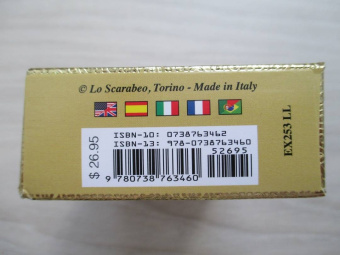 © Lo Scarabeo, Torino - Made in Italy
ISBN-10: 0738763462
ISBN-13: 978-0738763460
52695
$ 26.95
9 780738 763460
EX253 LL